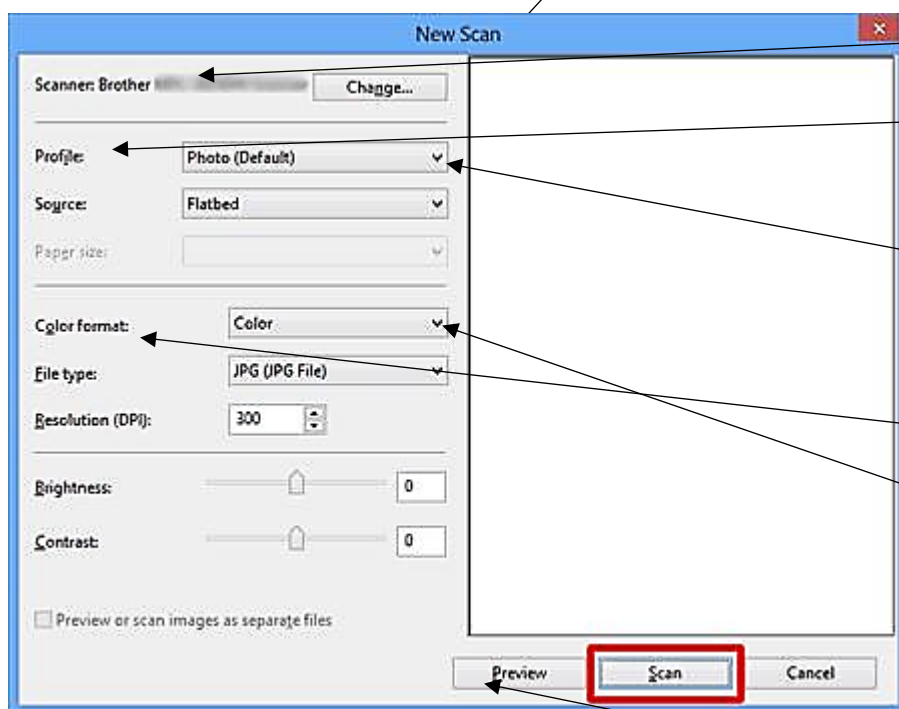 New Scan
Scanner: Brother
Change...
Profile: Photo (Default)
Source: Flatbed
Paper size:
Color format: Color
File type: JPG (JPG File)
Resolution (DPI): 300
Brightness: 0
Contrast: 0
Preview or scan images as separate files
Preview Scan Cancel